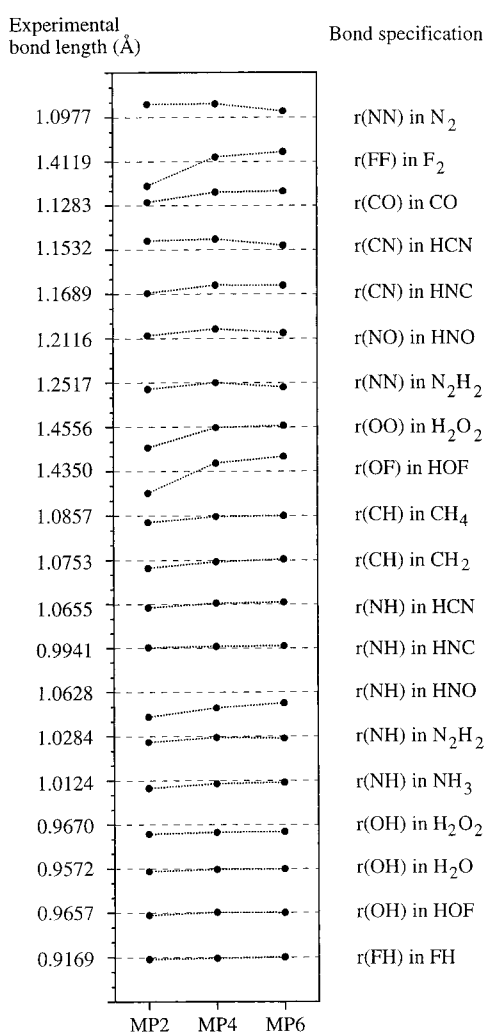 Experimental
bond length (Å)
Bond specification
1.0977 r(NN) in N₂
1.4119 r(FF) in F₂
1.1283 r(CO) in CO
1.1532 r(CN) in HCN
1.1689 r(CN) in HNC
1.2116 r(NO) in HNO
1.2517 r(NN) in N₂H₂
1.4556 r(OO) in H₂O₂
1.4350 r(OF) in HOF
1.0857 r(CH) in CH₄
1.0753 r(CH) in CH₂
1.0655 r(NH) in HCN
0.9941 r(NH) in HNC
1.0628 r(NH) in HNO
1.0284 r(NH) in N₂H₂
1.0124 r(NH) in NH₃
0.9670 r(OH) in H₂O₂
0.9572 r(OH) in H₂O
0.9657 r(OH) in HOF
0.9169 r(FH) in FH
MP2 MP4 MP6